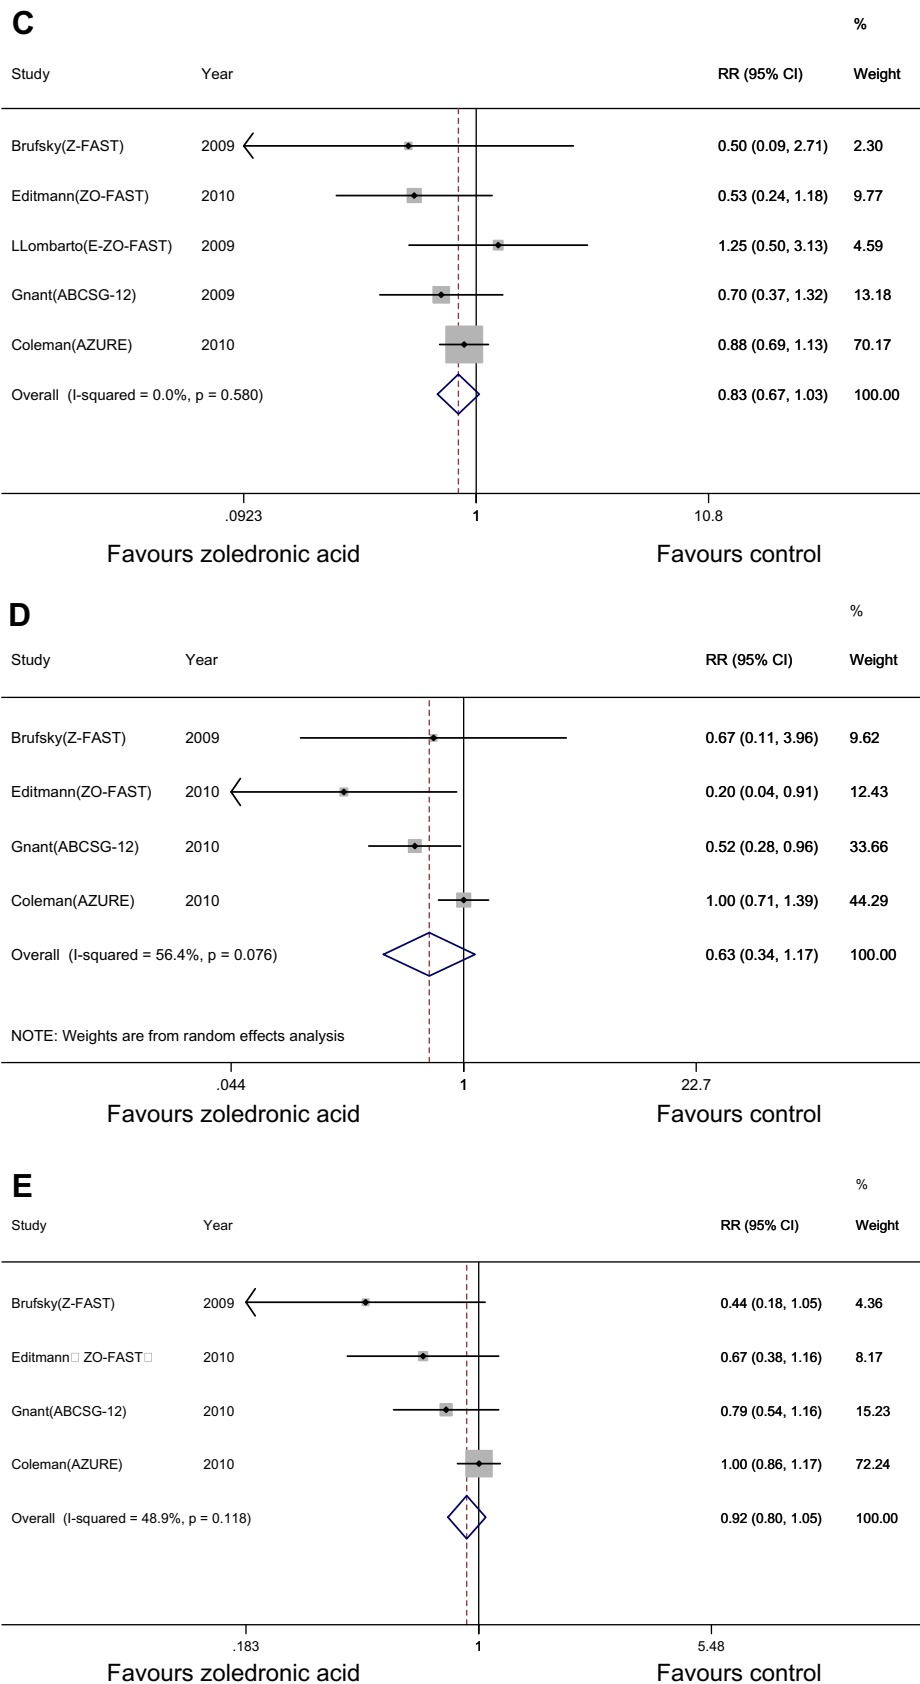 C
%
Study Year RR (95% CI) Weight
Brufsky(Z-FAST) 2009 0.50 (0.09, 2.71) 2.30
Editmann(ZO-FAST) 2010 0.53 (0.24, 1.18) 9.77
LLombarto(E-ZO-FAST) 2009 1.25 (0.50, 3.13) 4.59
Gnant(ABCSG-12) 2009 0.70 (0.37, 1.32) 13.18
Coleman(AZURE) 2010 0.88 (0.69, 1.13) 70.17
Overall (I-squared = 0.0%, p = 0.580) 0.83 (0.67, 1.03) 100.00
.0923 1 10.8
Favours zoledronic acid Favours control
D
%
Study Year RR (95% CI) Weight
Brufsky(Z-FAST) 2009 0.67 (0.11, 3.96) 9.62
Editmann(ZO-FAST) 2010 0.20 (0.04, 0.91) 12.43
Gnant(ABCSG-12) 2010 0.52 (0.28, 0.96) 33.66
Coleman(AZURE) 2010 1.00 (0.71, 1.39) 44.29
Overall (I-squared = 56.4%, p = 0.076) 0.63 (0.34, 1.17) 100.00
NOTE: Weights are from random effects analysis
.044 1 22.7
Favours zoledronic acid Favours control
E
%
Study Year RR (95% CI) Weight
Brufsky(Z-FAST) 2009 0.44 (0.18, 1.05) 4.36
Editmann□ ZO-FAST□ 2010 0.67 (0.38, 1.16) 8.17
Gnant(ABCSG-12) 2010 0.79 (0.54, 1.16) 15.23
Coleman(AZURE) 2010 1.00 (0.86, 1.17) 72.24
Overall (I-squared = 48.9%, p = 0.118) 0.92 (0.80, 1.05) 100.00
.183 1 5.48
Favours zoledronic acid Favours control